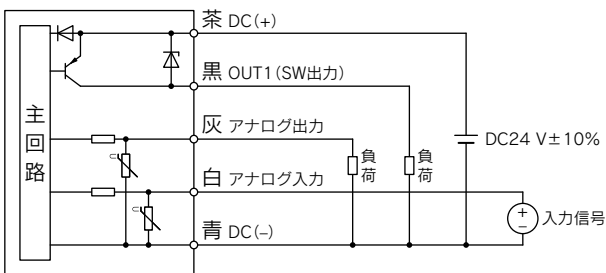 茶 DC(+)
黒 OUT1(SW出力)
主回路
灰 アナログ出力
負荷
負荷
DC24 V±10%
白 アナログ入力
+
−
入力信号
青 DC(−)